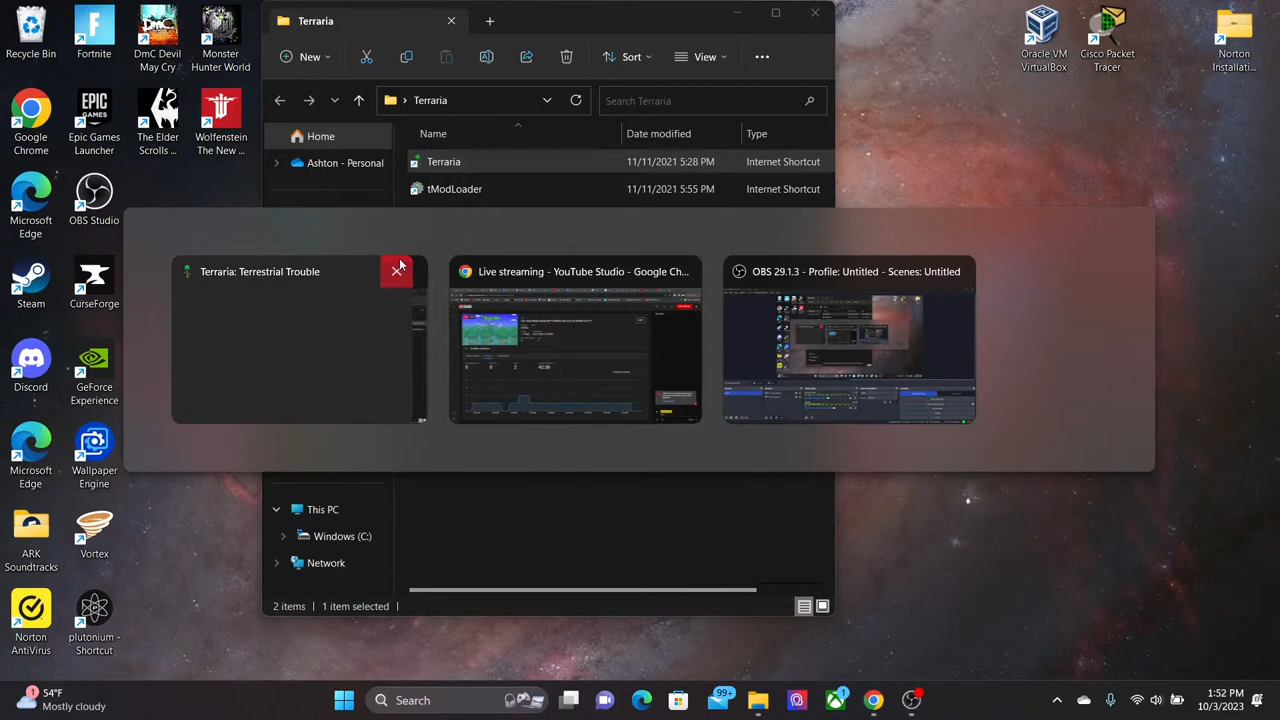 Recycle Bin
Fortnite
DmC Devil
May Cry
Monster
Hunter World
Google
Chrome
Epic Games
Launcher
The Elder
Scrolls ...
Wolfenstein
The New ...
Microsoft
Edge
OBS Studio
Steam
CurseForge
Discord
GeForce
Experience
Microsoft
Edge
Wallpaper
Engine
ARK
Soundtracks
Vortex
Norton
AntiVirus
plutonium -
Shortcut
Terraria
New
Sort
View
Terraria
Search Terraria
Home
Ashton - Personal
Name
Date modified
Type
Terraria
11/11/2021 5:28 PM
Internet Shortcut
tModLoader
11/11/2021 5:55 PM
Internet Shortcut
Terraria: Terrestrial Trouble
Live streaming - YouTube Studio - Google Ch...
OBS 29.1.3 - Profile: Untitled - Scenes: Untitled
This PC
Windows (C:)
Network
2 items
1 item selected
Oracle VM
VirtualBox
Cisco Packet
Tracer
Norton
Installati...
1
54°F
Mostly cloudy
Search
99+
1
1:52 PM
10/3/2023